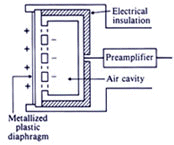 Electrical
insulation
Preamplifier
Air cavity
Metallized
plastic
diaphragm